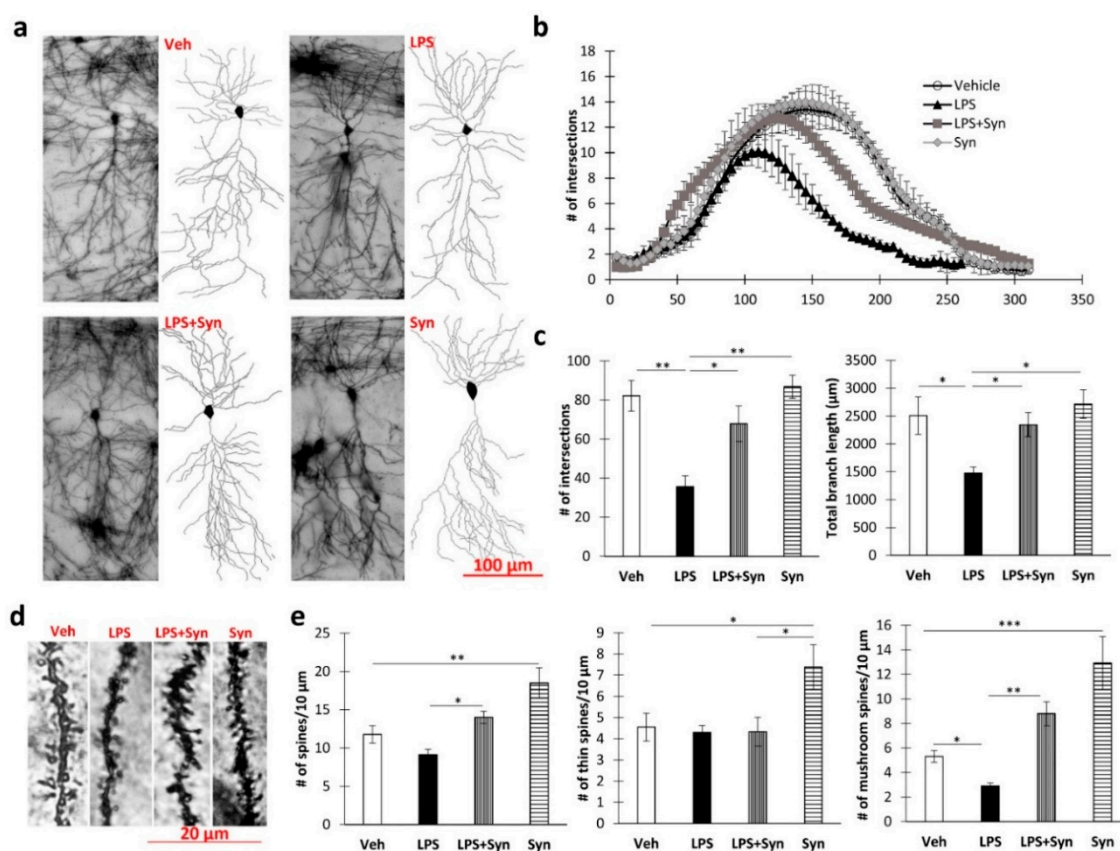 a
Veh
LPS
LPS+Syn
Syn
100 µm
b
# of intersections
18
16
14
12
10
8
6
4
2
0
0 50 100 150 200 250 300 350
Vehicle
LPS
LPS+Syn
Syn
c
# of intersections
100
80
60
40
20
0
** * **
Veh LPS LPS+Syn Syn
Total branch length (µm)
3500
3000
2500
2000
1500
1000
500
0
* * *
Veh LPS LPS+Syn Syn
d
Veh LPS LPS+Syn Syn
20 µm
e
# of spines/10 µm
25
20
15
10
5
0
**
*
Veh LPS LPS+Syn Syn
# of thin spines/10 µm
9
8
7
6
5
4
3
2
1
0
*
*
Veh LPS LPS+Syn Syn
# of mushroom spines/10 µm
16
14
12
10
8
6
4
2
0
***
**
*
Veh LPS LPS+Syn Syn